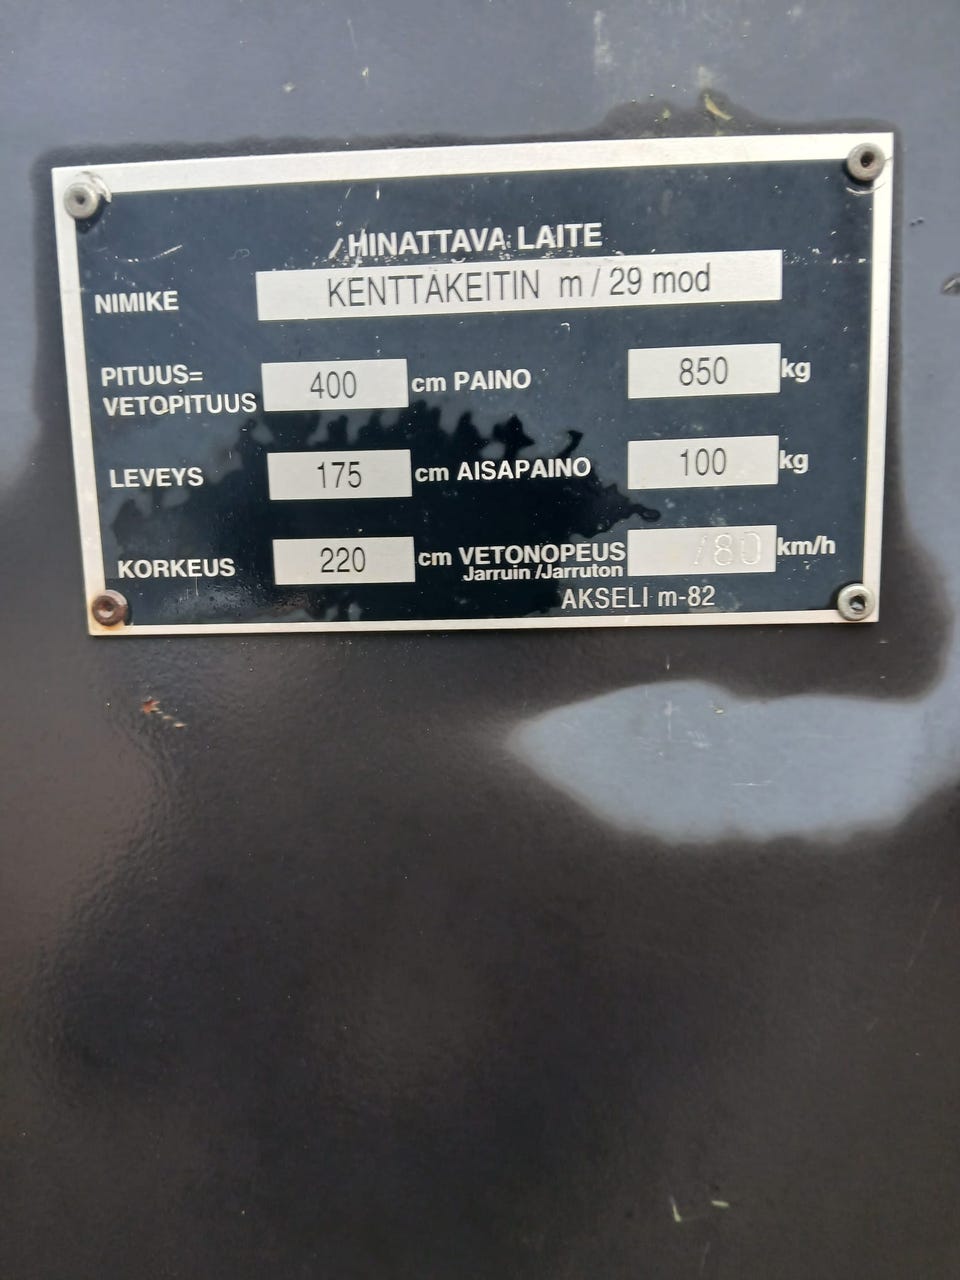 HINATTAVA LAITE
NIMIKE KENTTÄKEITIN m / 29 mod
PITUUS= VETOPITUUS 400 cm PAINO 850 kg
LEVEYS 175 cm AISAPAINO 100 kg
KORKEUS 220 cm VETONOPEUS /80 km/h
Jarruin /Jarruton
AKSELI m-82